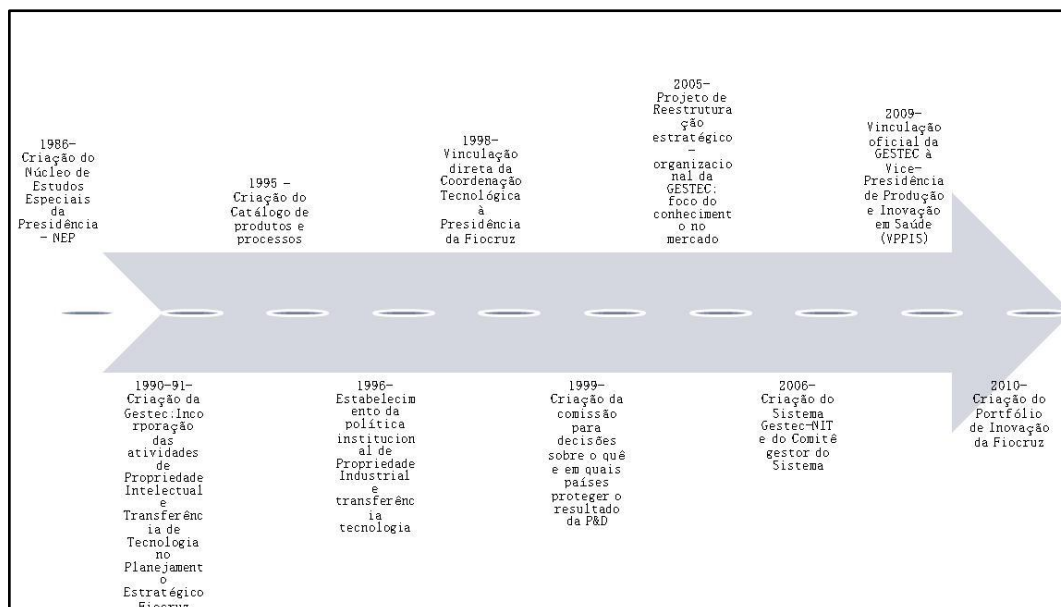 1986-
Criação do
Núcleo de
Estudos
Especiais
da
Presidência
- NEP
1990-91-
Criação da
Gestec:Inco
rporação
das
atividades
de
Propriedade
Intelectual
e
Transferênc
ia de
Tecnologia
no
Planejament
o
Estratégico
Fiocruz
1995 -
Criação do
Catálogo de
produtos e
processos
1996-
Estabelecim
ento da
política
institucion
al de
Propriedade
Industrial
e
transferênc
ia
tecnologia
1998-
Vinculação
direta da
Coordenação
Tecnológica
à
Presidência
da Fiocruz
1999-
Criação da
comissão
para
decisões
sobre o quê
e em quais
países
proteger o
resultado
da P&D
2005-
Projeto de
Reestrutura
ção
estratégico
-
organizacio
nal da
GESTEC:
foco do
conheciment
o no
mercado
2006-
Criação do
Sistema
Gestec-NIT
e do Comitê
gestor do
Sistema
2009-
Vinculação
oficial da
GESTEC à
Vice-
Presidência
de Produção
e Inovação
em Saúde
(VPPIS)
2010-
Criação do
Portfólio
de Inovação
da Fiocruz